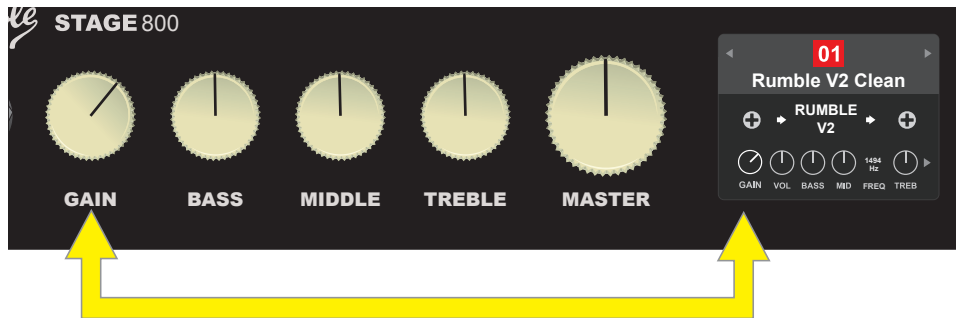 STAGE 800
GAIN
BASS
MIDDLE
TREBLE
MASTER
01
Rumble V2 Clean
RUMBLE
V2
1494
Hz
GAIN VOL BASS MID FREQ TREB